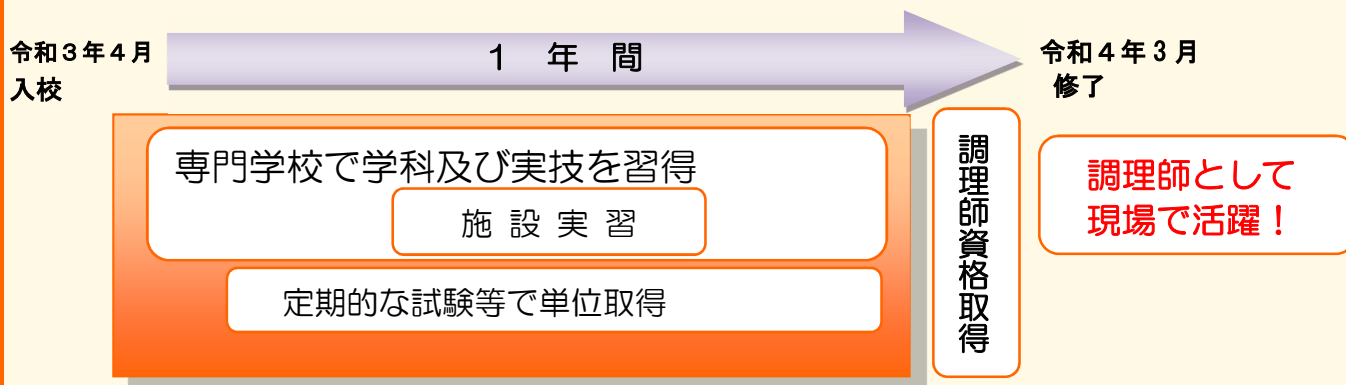 令和３年４月
入校
１ 年 間
令和４年３月
修了
専門学校で学科及び実技を習得
施 設 実 習
定期的な試験等で単位取得
調理師資格取得
調理師として
現場で活躍！